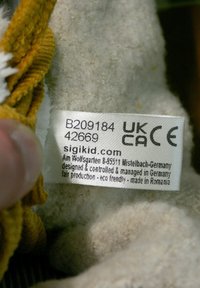 B209184 UK CE
42669 CA
sigikid.com
Am Wolfsgarten 8-95511 Mistelbach-Germany
designed & controlled & managed in Germany
fair production - eco friendly - made in Romania